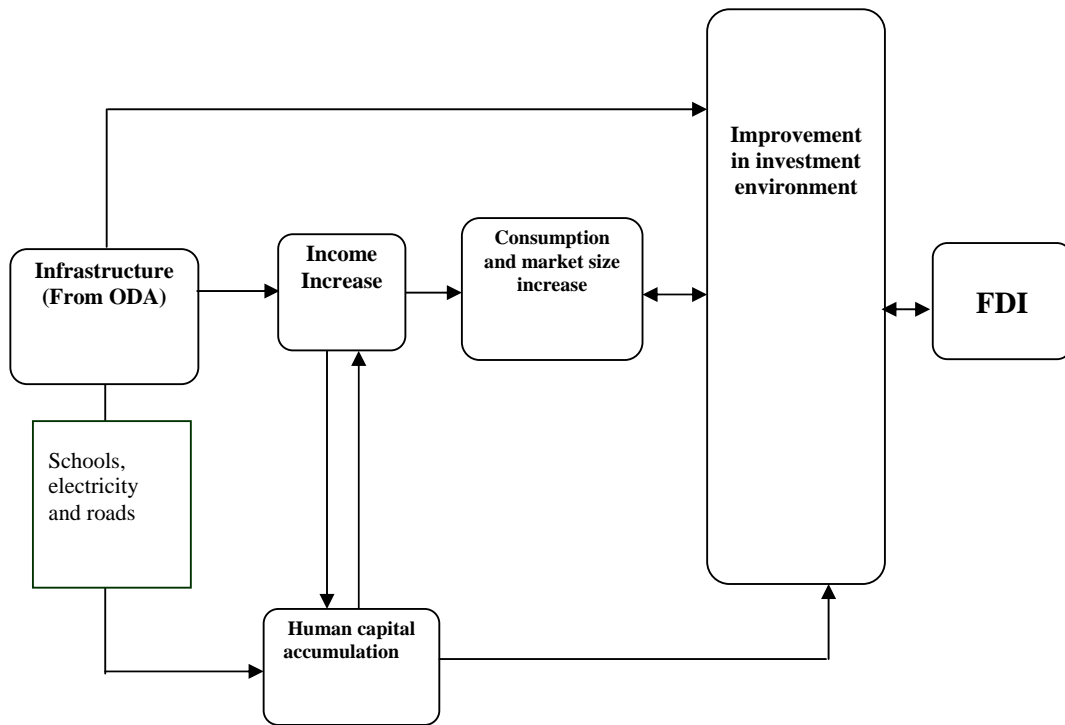 Improvement
in investment
environment
Infrastructure
(From ODA)
Income
Increase
Consumption
and market size
increase
FDI
Schools,
electricity
and roads
Human capital
accumulation